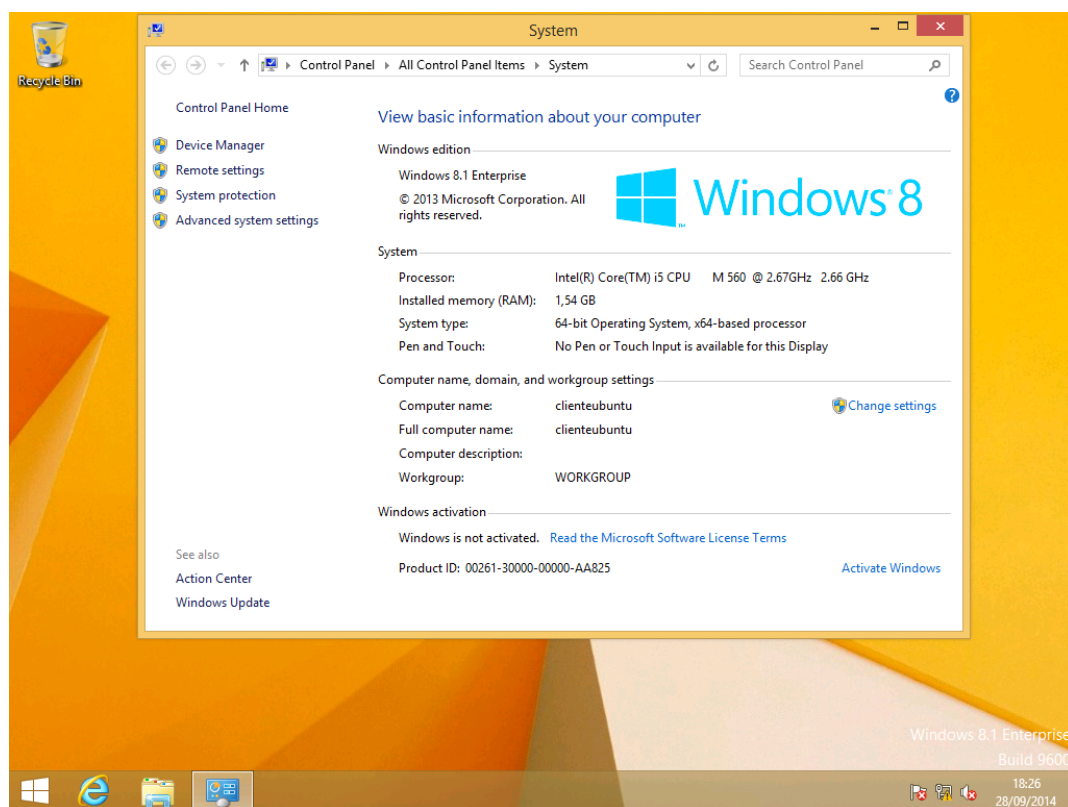 Recycle Bin
System
Control Panel All Control Panel Items System
Search Control Panel
Control Panel Home
Device Manager
Remote settings
System protection
Advanced system settings
See also
Action Center
Windows Update
View basic information about your computer
Windows edition
Windows 8.1 Enterprise
© 2013 Microsoft Corporation. All
rights reserved.
Windows 8
System
Processor: Intel(R) Core(TM) i5 CPU M 560 @ 2.67GHz 2.66 GHz
Installed memory (RAM): 1,54 GB
System type: 64-bit Operating System, x64-based processor
Pen and Touch: No Pen or Touch Input is available for this Display
Computer name, domain, and workgroup settings
Computer name: clienteubuntu Change settings
Full computer name: clienteubuntu
Computer description:
Workgroup: WORKGROUP
Windows activation
Windows is not activated. Read the Microsoft Software License Terms
Product ID: 00261-30000-00000-AA825 Activate Windows
Windows 8.1 Enterprise
Build 9600
18:26
28/09/2014